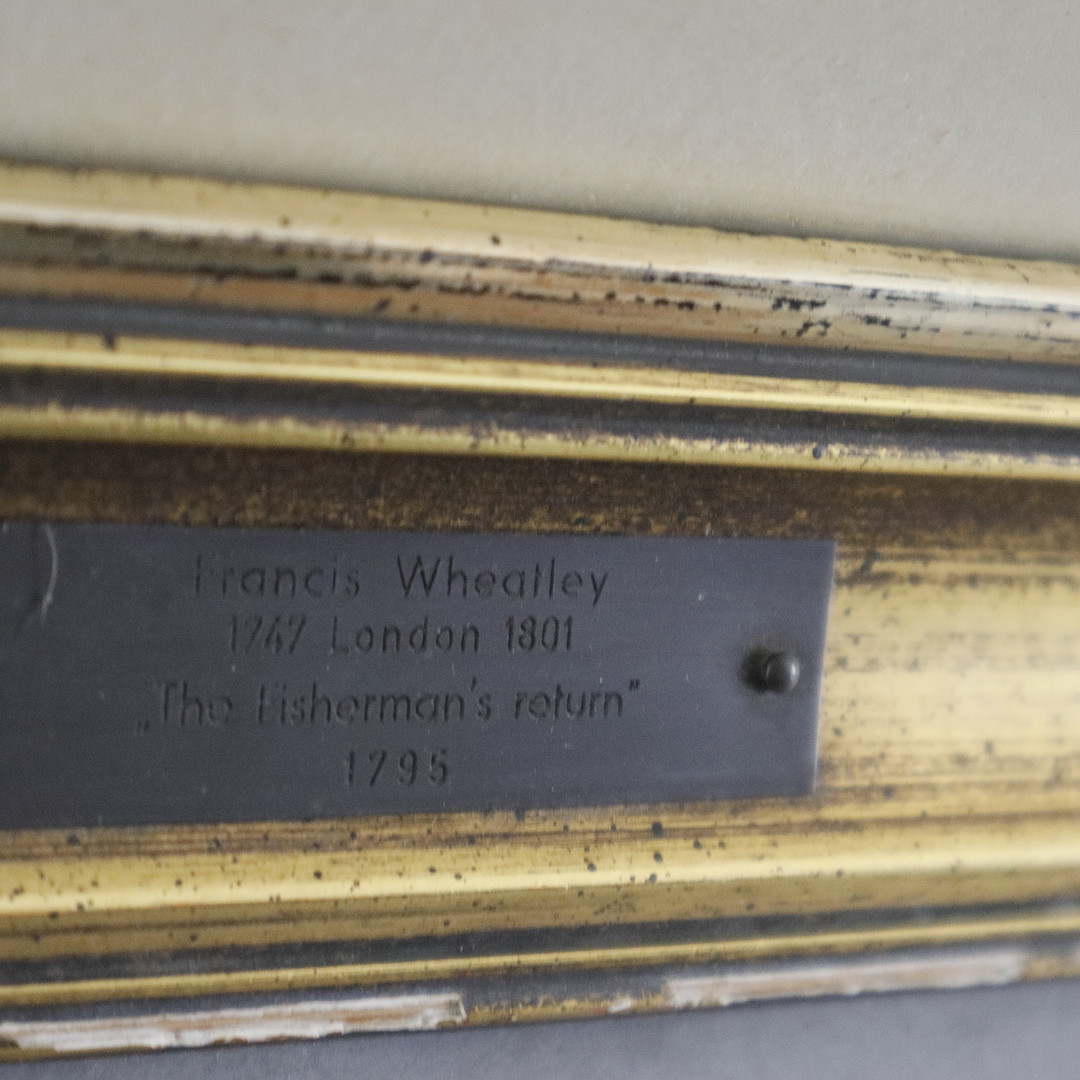 Francis Wheatley
1747 London 1801
„The Fisherman's return"
1795